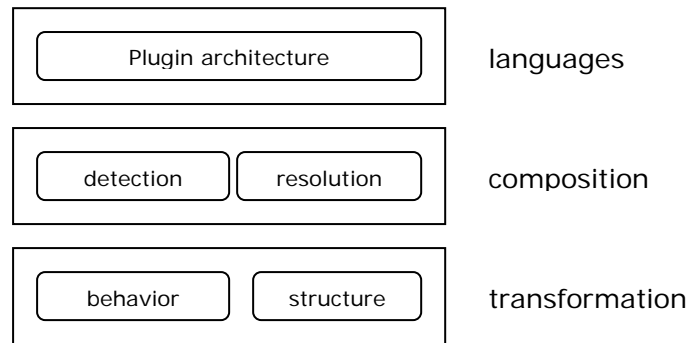 Plugin architecture
languages
detection
resolution
composition
behavior
structure
transformation